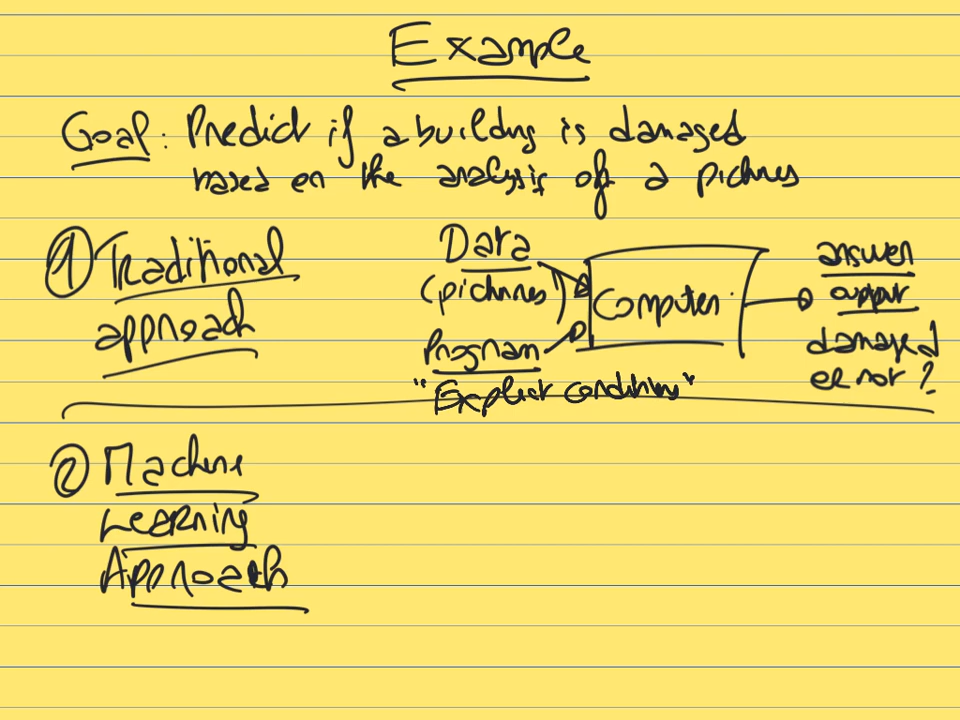 Example
Goal: Predict if a building is damaged
based on the analysis of a pictures
① Traditional
approach
Data
(pictures)
Program
"Explicit conditions"
Computer
answer
output
damaged
or not?
② Machine
Learning
Approach